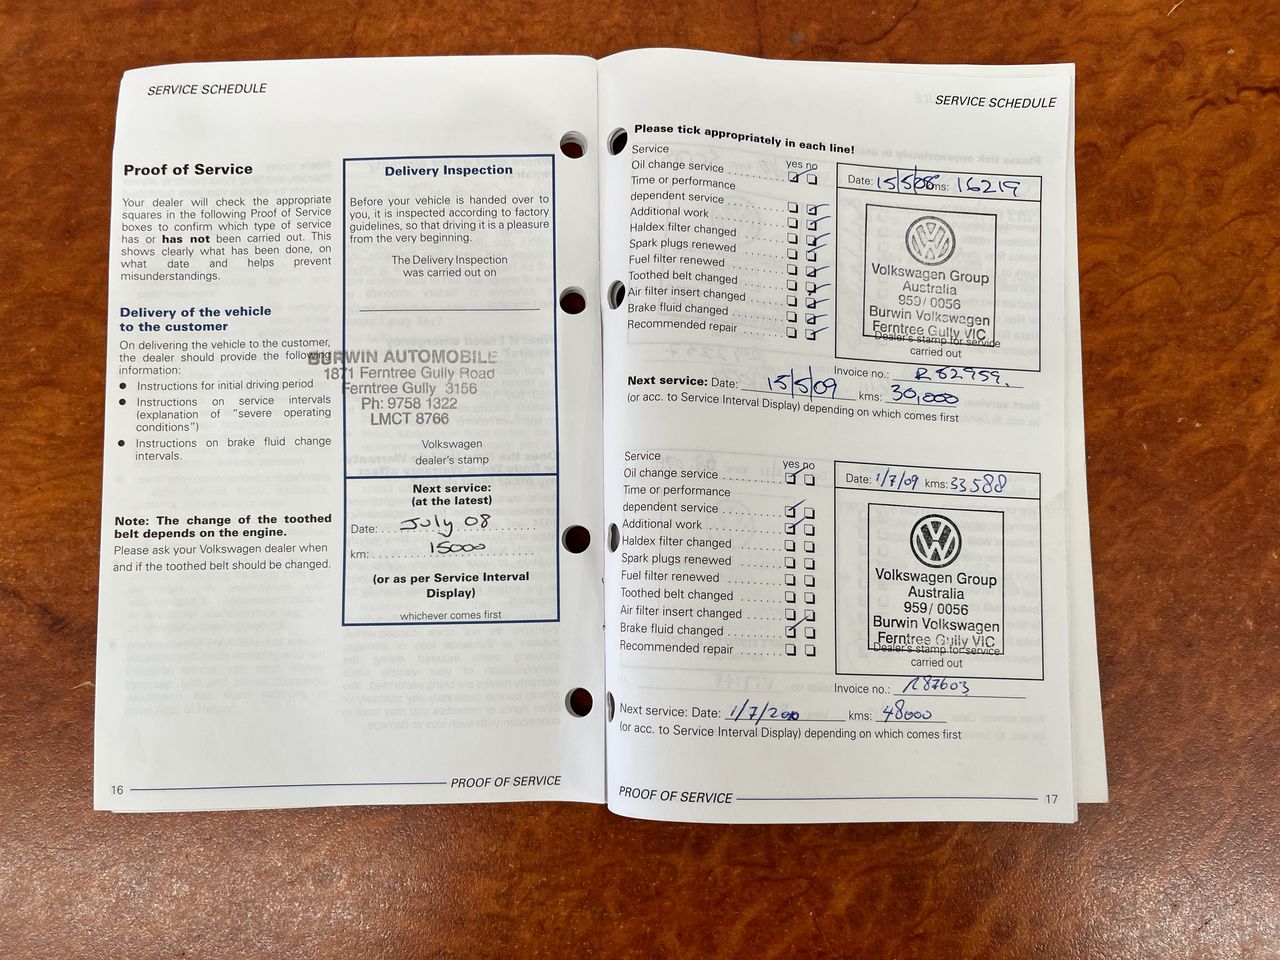 SERVICE SCHEDULE
Proof of Service
Your dealer will check the appropriate
squares in the following Proof of Service
boxes to confirm which type of service
has or has not been carried out. This
shows clearly what has been done, on
what date and helps prevent
misunderstandings.
Delivery of the vehicle
to the customer
On delivering the vehicle to the customer,
the dealer should provide the following
information:
● Instructions for initial driving period
● Instructions on service intervals
(explanation of "severe operating
conditions")
● Instructions on brake fluid change
intervals.
Note: The change of the toothed
belt depends on the engine.
Please ask your Volkswagen dealer when
and if the toothed belt should be changed.
Delivery Inspection
Before your vehicle is handed over to
you, it is inspected according to factory
guidelines, so that driving it is a pleasure
from the very beginning.
The Delivery Inspection
was carried out on
BURWIN AUTOMOBILE
1871 Ferntree Gully Road
Ferntree Gully 3156
Ph: 9758 1322
LMCT 8766
Volkswagen
dealer's stamp
Next service:
(at the latest)
Date: July 08
km: 15000
(or as per Service Interval
Display)
whichever comes first
16 PROOF OF SERVICE
SERVICE SCHEDULE
Please tick appropriately in each line!
Service yes no
Oil change service
Time or performance
dependent service
Additional work
Haldex filter changed
Spark plugs renewed
Fuel filter renewed
Toothed belt changed
Air filter insert changed
Brake fluid changed
Recommended repair
Date: 15/5/08 kms: 16219
VW
Volkswagen Group
Australia
959/ 0056
Burwin Volkswagen
Ferntree Gully VIC
Dealer's stamp for service
carried out
Invoice no.: R82959.
Next service: Date: 15/5/09 kms: 30,000
(or acc. to Service Interval Display) depending on which comes first
Service yes no
Oil change service
Time or performance
dependent service
Additional work
Haldex filter changed
Spark plugs renewed
Fuel filter renewed
Toothed belt changed
Air filter insert changed
Brake fluid changed
Recommended repair
Date: 1/7/09 kms: 33588
VW
Volkswagen Group
Australia
959/ 0056
Burwin Volkswagen
Ferntree Gully VIC
Dealer's stamp for service
carried out
Invoice no.: R87603
Next service: Date: 1/7/2010 kms: 48000
(or acc. to Service Interval Display) depending on which comes first
PROOF OF SERVICE 17